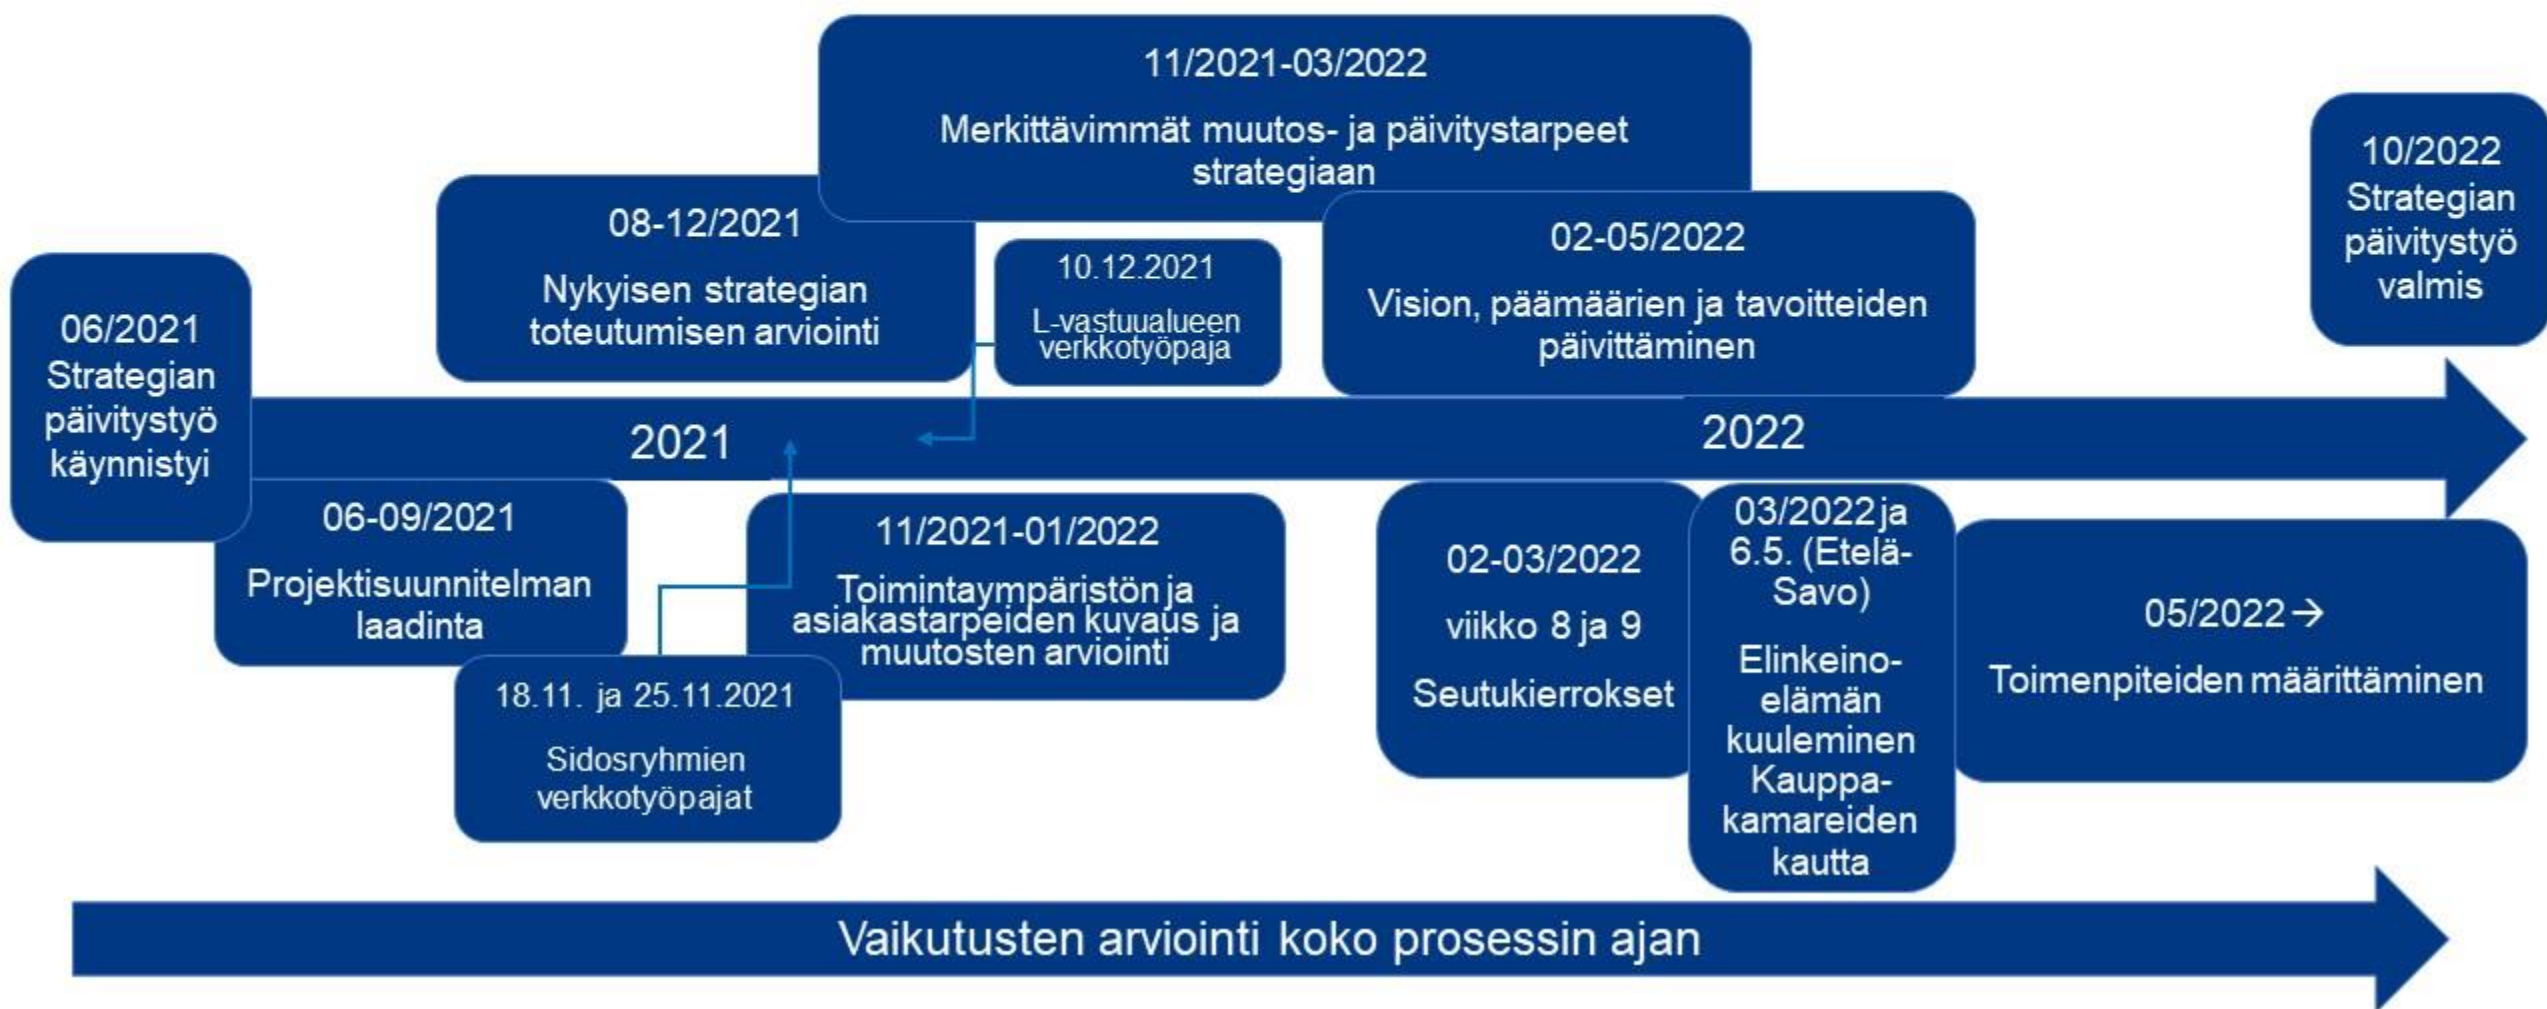 11/2021-03/2022
Merkittävimmät muutos- ja päivitystarpeet
strategiaan
10/2022
Strategian
päivitystyö
valmis
08-12/2021
Nykyisen strategian
toteutumisen arviointi
02-05/2022
Vision, päämäärien ja tavoitteiden
päivittäminen
10.12.2021
L-vastuualueen
verkkotyöpaja
06/2021
Strategian
päivitystyö
käynnistyi
2021
2022
06-09/2021
Projektisuunnitelman
laadinta
11/2021-01/2022
Toimintaympäristön ja
asiakastarpeiden kuvaus ja
muutosten arviointi
18.11. ja 25.11.2021
Sidosryhmien
verkkotyöpajat
02-03/2022
viikko 8 ja 9
Seutukierrokset
03/2022 ja
6.5. (Etelä-
Savo)
Elinkeino-
elämän
kuuleminen
Kauppa-
kamareiden
kautta
05/2022→
Toimenpiteiden määrittäminen
Vaikutusten arviointi koko prosessin ajan